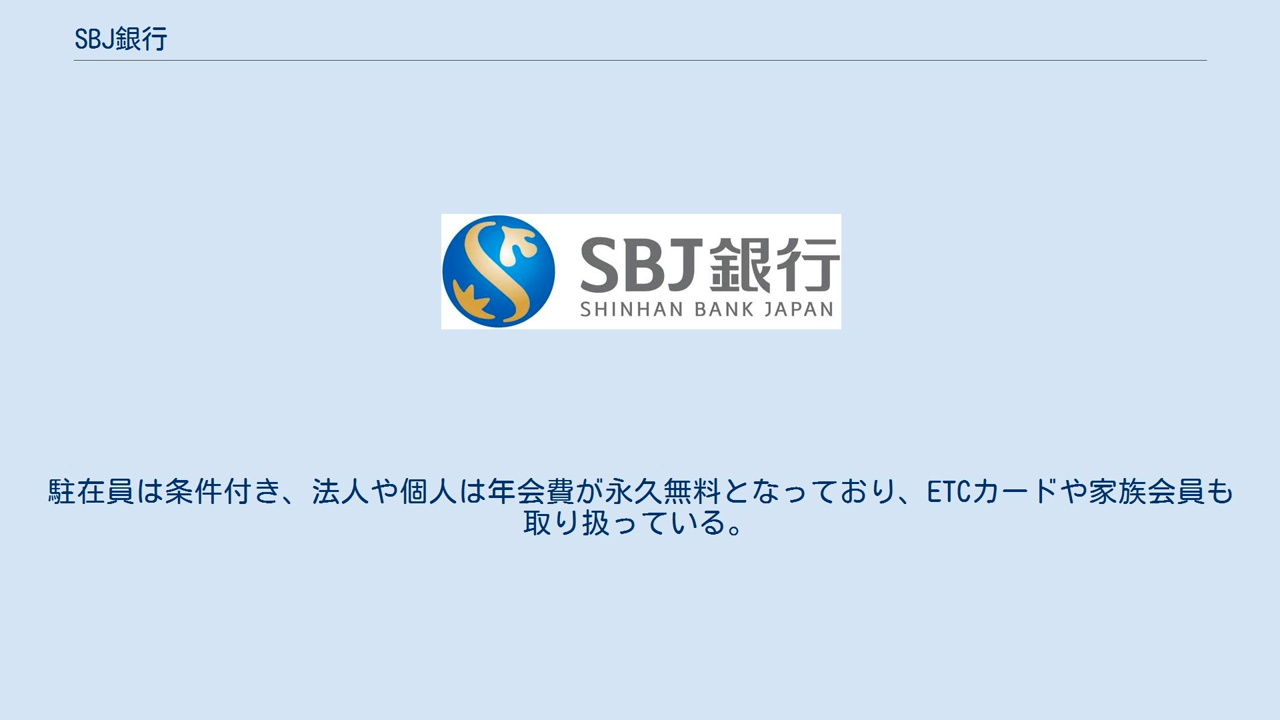 SBJ銀行
SBJ銀行
SHINHAN BANK JAPAN
駐在員は条件付き、法人や個人は年会費が永久無料となっており、ETCカードや家族会員も
取り扱っている。